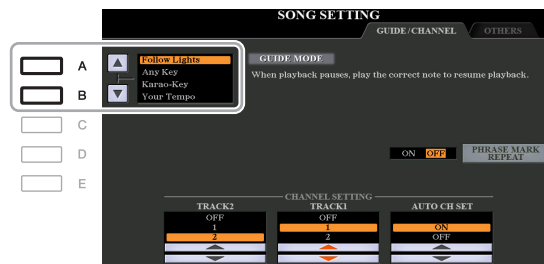 SONG SETTING
GUIDE/CHANNEL
OTHERS
A
B
C
D
E
Follow Lights
Any Key
Karao-Key
Your Tempo
GUIDE MODE
When playback pauses, play the correct note to resume playback.
ON OFF
PHRASE MARK
REPEAT
CHANNEL SETTING
TRACK2
OFF
1
2
TRACK1
OFF
1
2
AUTO CH SET
ON
OFF